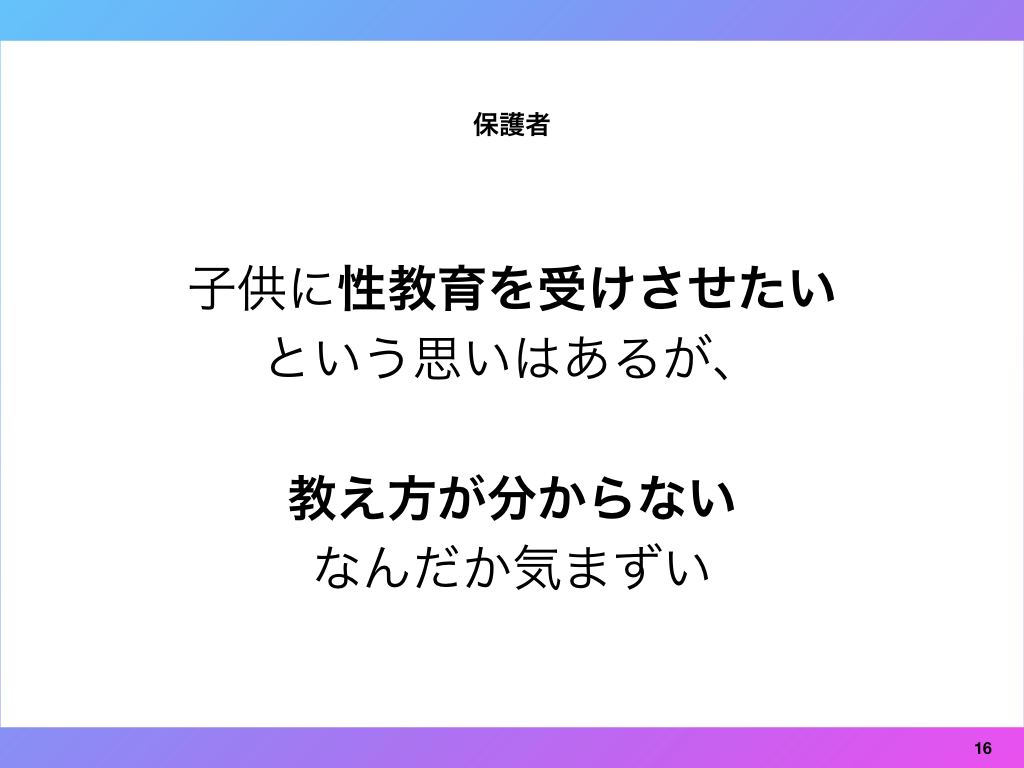 保護者
子供に性教育を受けさせたい
という思いはあるが、
教え方が分からない
なんだか気まずい
16